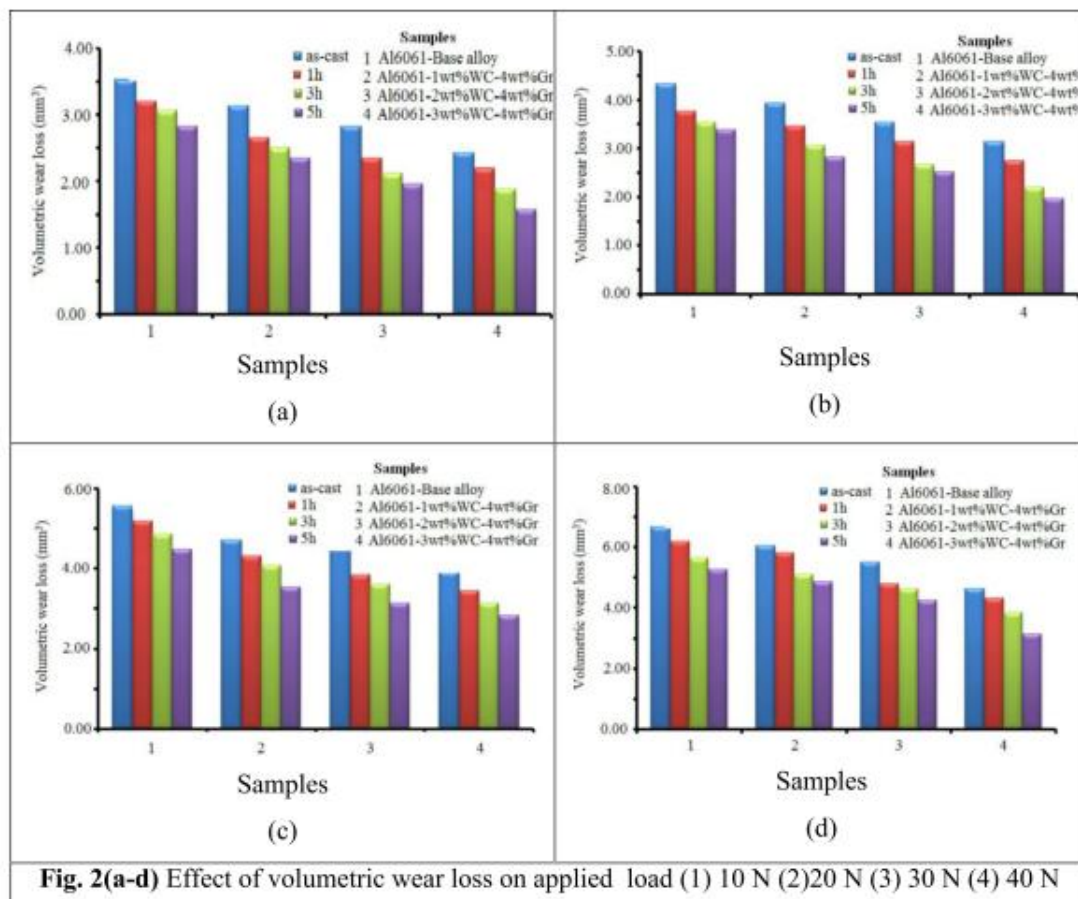 Samples
as-cast 1 Al6061-Base alloy
1h 2 Al6061-1wt%WC-4wt%Gr
3h 3 Al6061-2wt%WC-4wt%Gr
5h 4 Al6061-3wt%WC-4wt%Gr
Volumetric wear loss (mm³)
4.00
3.00
2.00
1.00
0.00
1 2 3 4
Samples
(a)
Samples
as-cast 1 Al6061-Base alloy
1h 2 Al6061-1wt%WC-4wt%
3h 3 Al6061-2wt%WC-4wt%
5h 4 Al6061-3wt%WC-4wt%
Volumetric wear loss (mm³)
5.00
4.00
3.00
2.00
1.00
0.00
1 2 3 4
Samples
(b)
Samples
as-cast 1 Al6061-Base alloy
1h 2 Al6061-1wt%WC-4wt%Gr
3h 3 Al6061-2wt%WC-4wt%Gr
5h 4 Al6061-3wt%WC-4wt%Gr
Volumetric wear loss (mm³)
6.00
4.00
2.00
0.00
1 2 3 4
Samples
(c)
Samples
as-cast 1 Al6061-Base alloy
1h 2 Al6061-1wt%WC-4wt%Gr
3h 3 Al6061-2wt%WC-4wt%Gr
5h 4 Al6061-3wt%WC-4wt%Gr
Volumetric wear loss (mm³)
8.00
6.00
4.00
2.00
0.00
1 2 3 4
Samples
(d)
Fig. 2(a-d) Effect of volumetric wear loss on applied load (1) 10 N (2)20 N (3) 30 N (4) 40 N